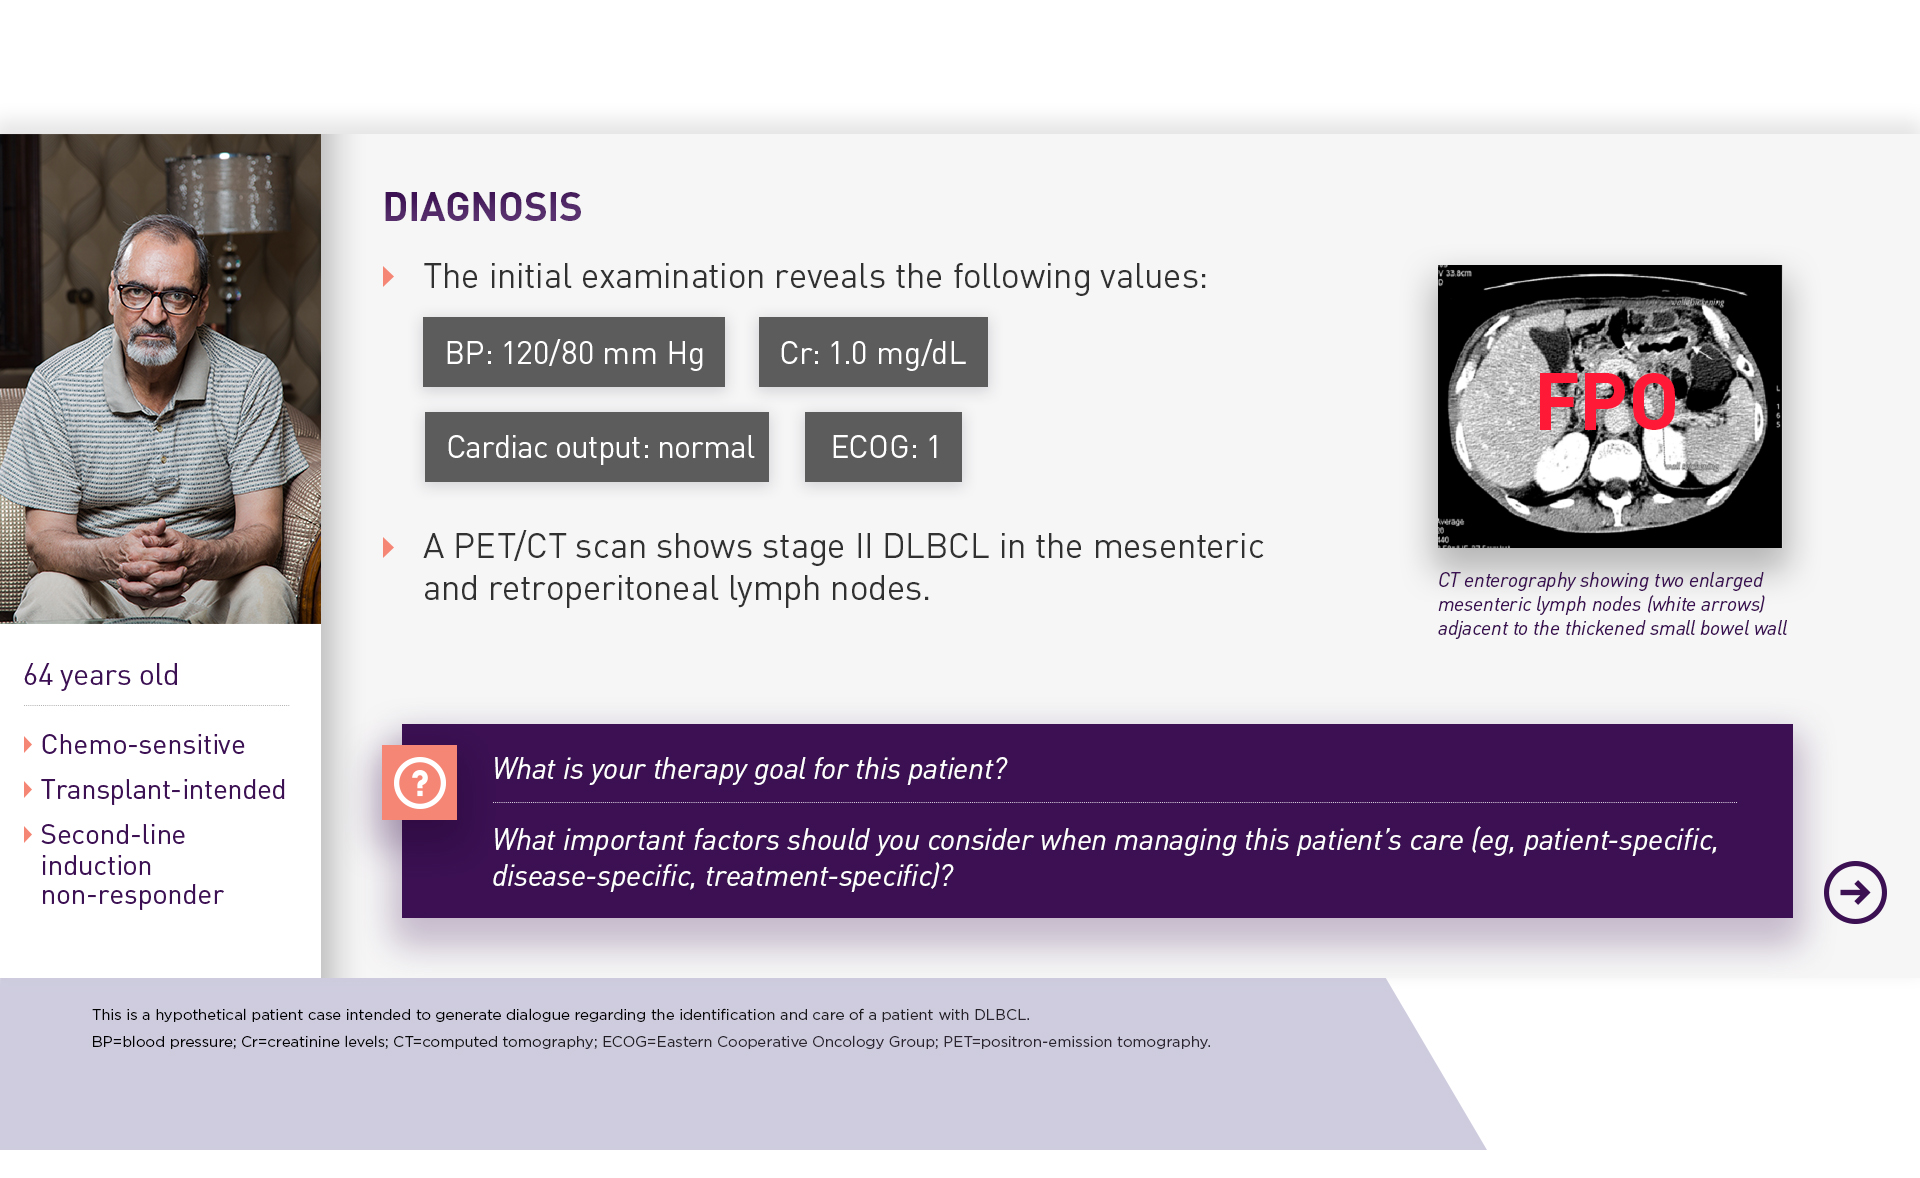 DIAGNOSIS
The initial examination reveals the following values:
BP: 120/80 mm Hg
Cr: 1.0 mg/dL
Cardiac output: normal
ECOG: 1
A PET/CT scan shows stage II DLBCL in the mesenteric
and retroperitoneal lymph nodes.
V 33.8cm
FPO
L
1
6
5
Average
CT enterography showing two enlarged
mesenteric lymph nodes (white arrows)
adjacent to the thickened small bowel wall
64 years old
Chemo-sensitive
Transplant-intended
Second-line
induction
non-responder
?
What is your therapy goal for this patient?
What important factors should you consider when managing this patient’s care (eg, patient-specific,
disease-specific, treatment-specific)?
This is a hypothetical patient case intended to generate dialogue regarding the identification and care of a patient with DLBCL.
BP=blood pressure; Cr=creatinine levels; CT=computed tomography; ECOG=Eastern Cooperative Oncology Group; PET=positron-emission tomography.